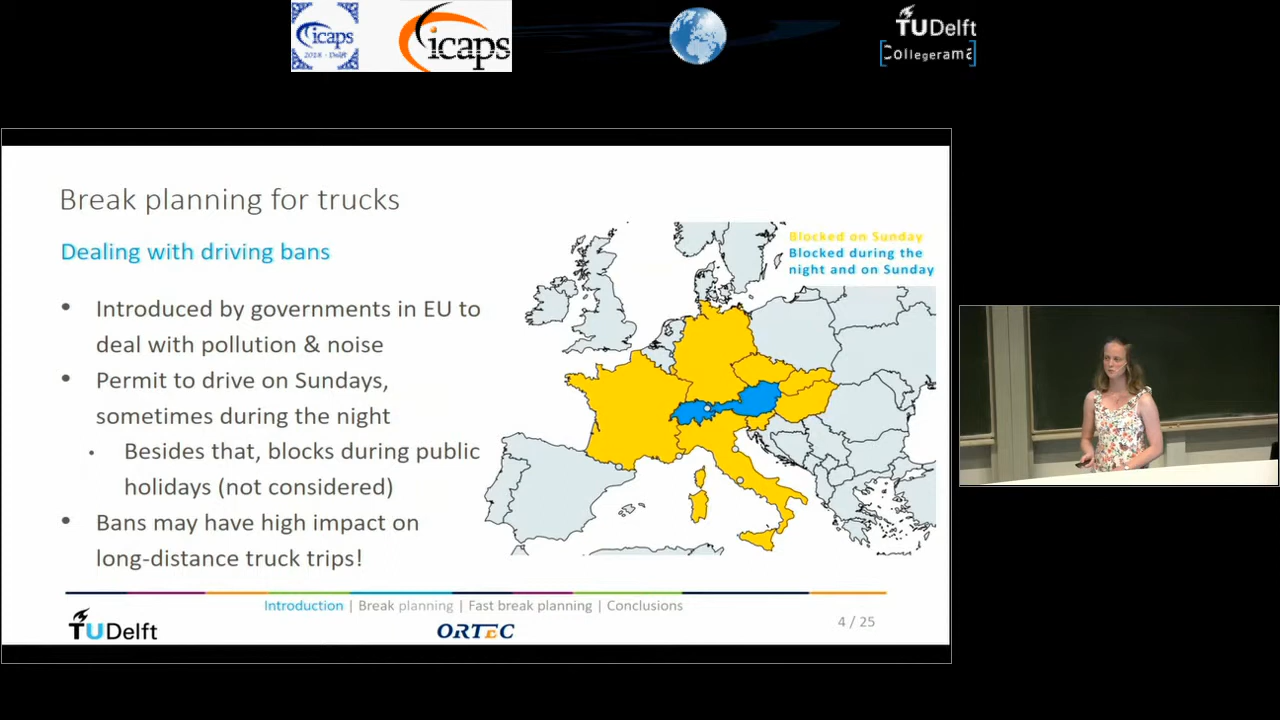 icaps
2018 - Delft
icaps
TUDelft
Collegerama
Break planning for trucks
Dealing with driving bans
Blocked on Sunday
Blocked during the
night and on Sunday
• Introduced by governments in EU to
deal with pollution & noise
• Permit to drive on Sundays,
sometimes during the night
• Besides that, blocks during public
holidays (not considered)
• Bans may have high impact on
long-distance truck trips!
Introduction | Break planning | Fast break planning | Conclusions
TUDelft
ORTEC
4 / 25